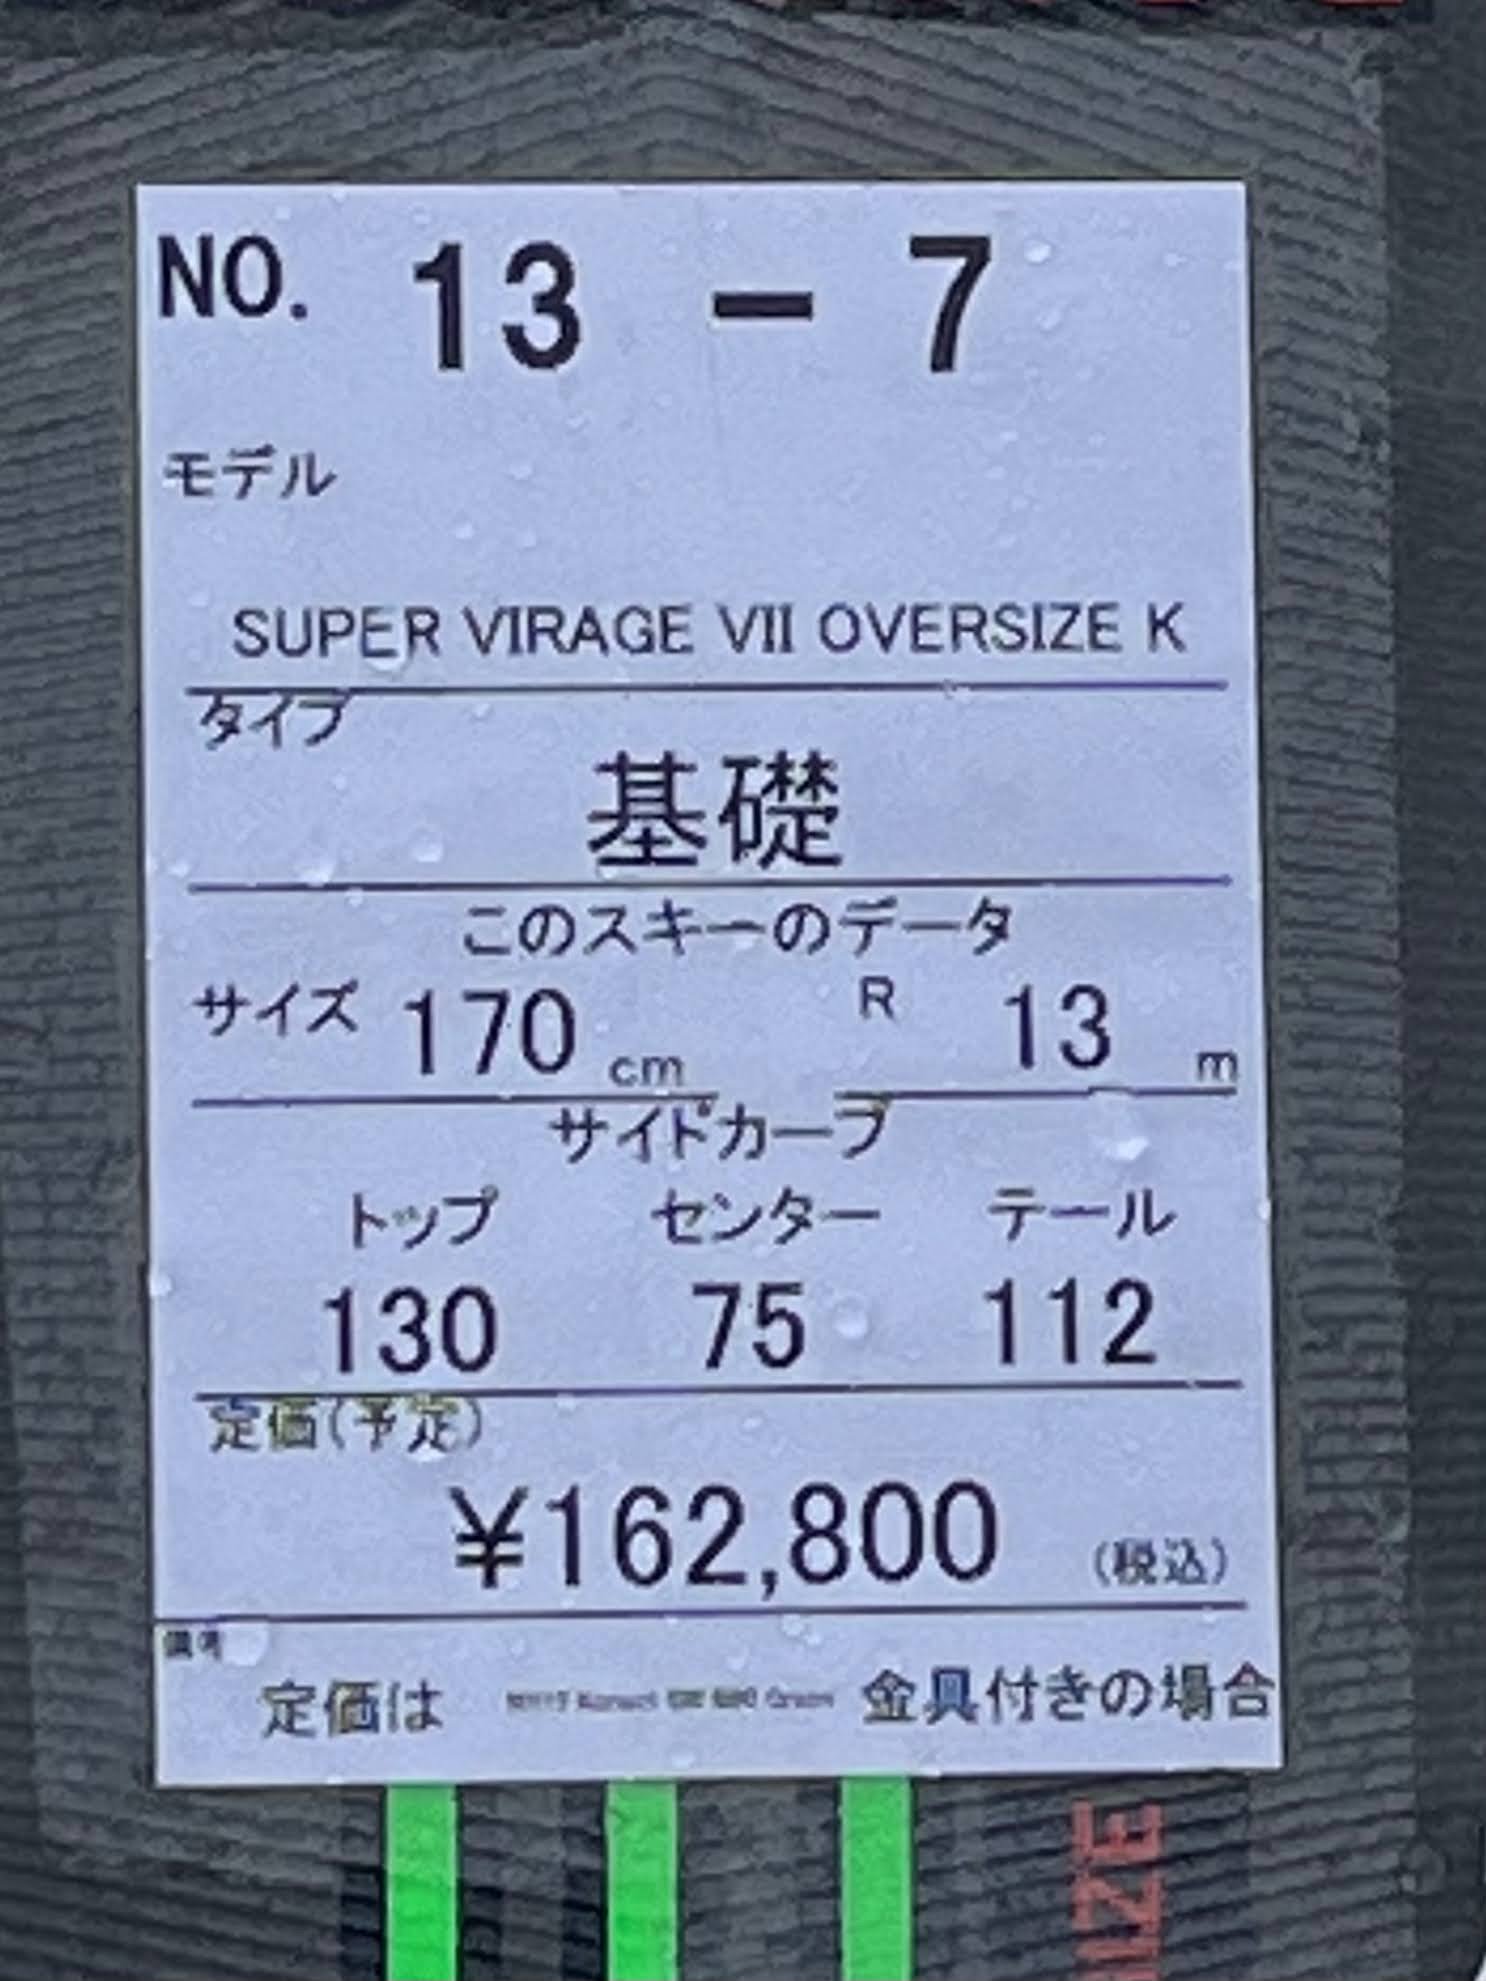 NO. 13 - 7
モデル
SUPER VIRAGE VII OVERSIZE K
タイプ
基礎
このスキーのデータ
サイズ 170 cm R 13 m
サイドカーブ
トップ センター テール
130 75 112
定価(予定)
¥162,800 (税込)
備考
定価は 金具付きの場合
IZE